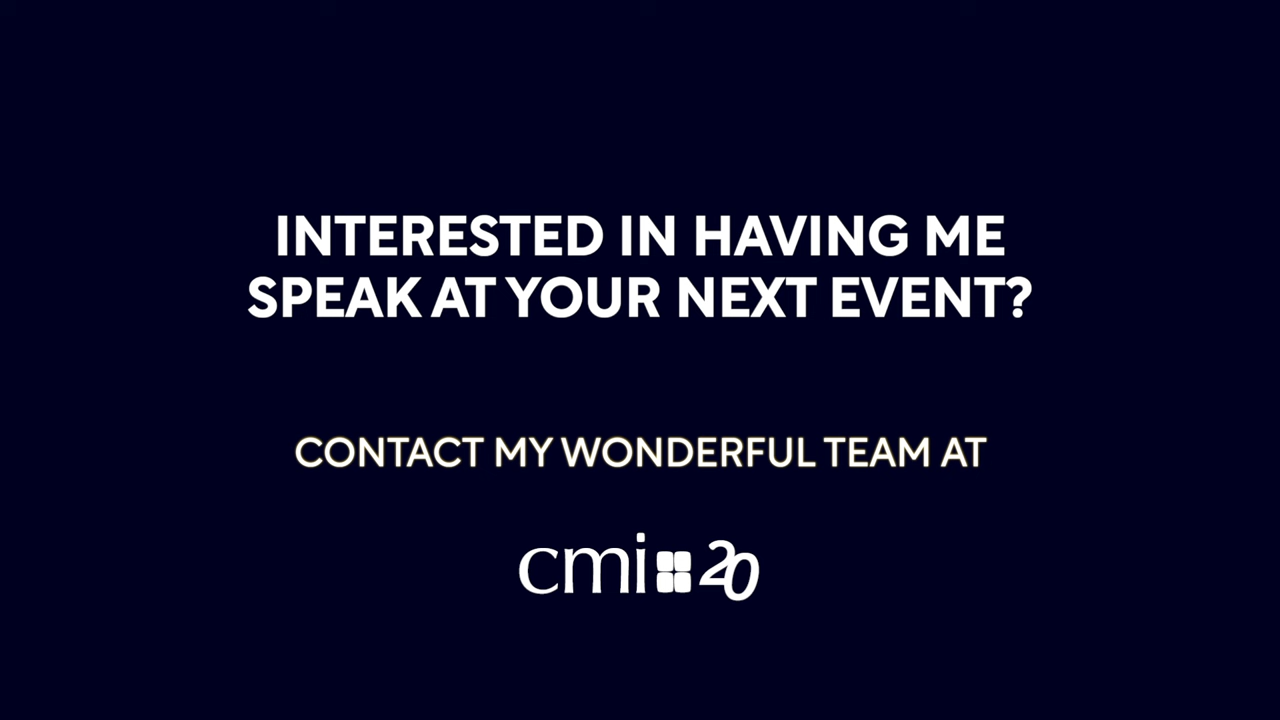 INTERESTED IN HAVING ME
SPEAK AT YOUR NEXT EVENT?
CONTACT MY WONDERFUL TEAM AT
cmi 20